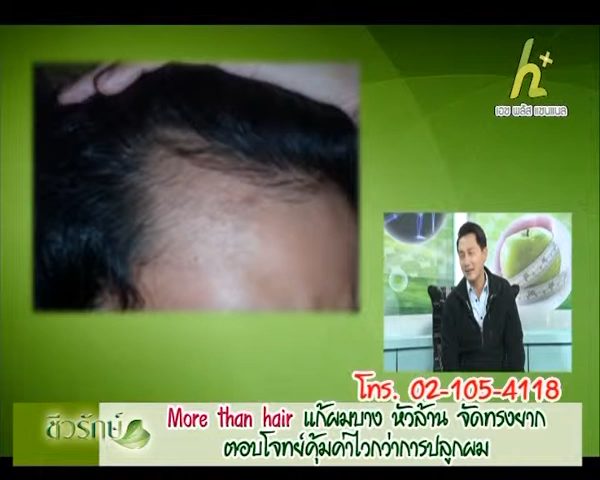 h+
เอช พลัส แชนแนล
โทร. 02-105-4118
ชีวรักษ์
More than hair แก้ผมบาง หัวล้าน จัดทรงยาก
ตอบโจทย์คุ้มค่าไวกว่าการปลูกผม